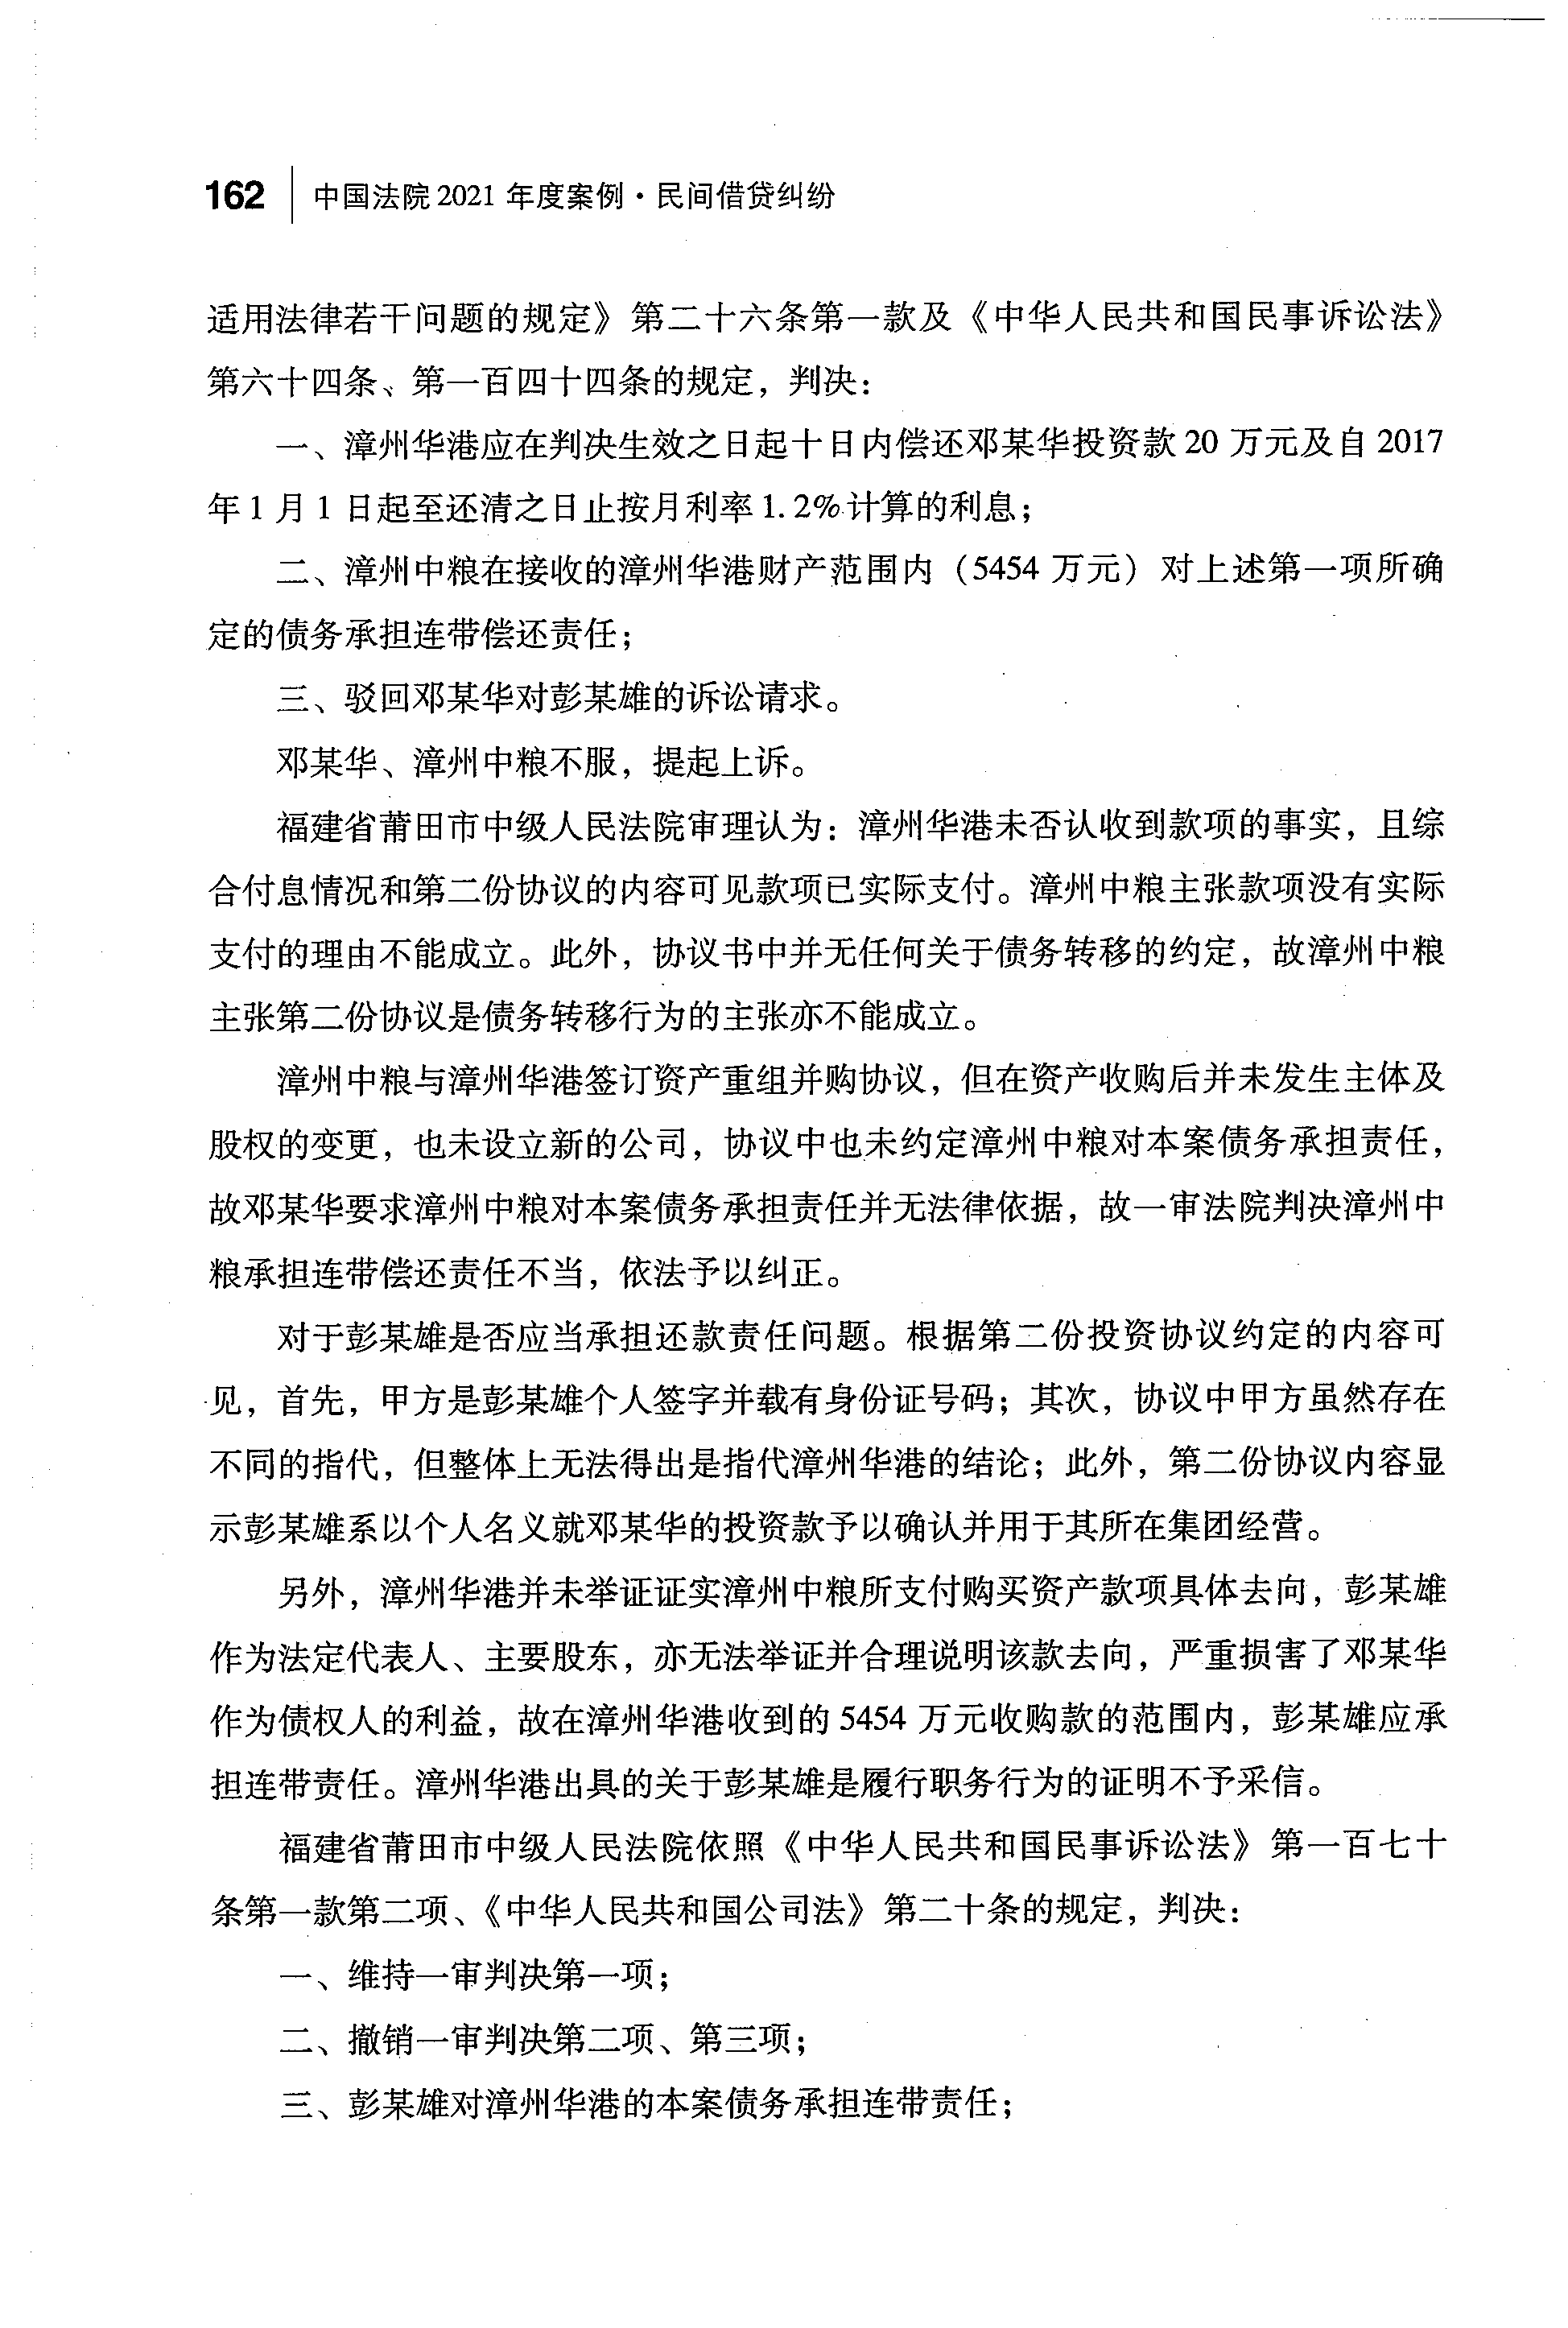 162 中国法院2021年度案例·民间借贷纠纷
适用法律若干问题的规定》第二十六条第一款及《中华人民共和国民事诉讼法》
第六十四条、第一百四十四条的规定，判决：
一、漳州华港应在判决生效之日起十日内偿还邓某华投资款20万元及自2017
年1月1日起至还清之日止按月利率1.2%计算的利息；
二、漳州中粮在接收的漳州华港财产范围内（5454万元）对上述第一项所确
定的债务承担连带偿还责任；
三、驳回邓某华对彭某雄的诉讼请求。
邓某华、漳州中粮不服，提起上诉。
福建省莆田市中级人民法院审理认为：漳州华港未否认收到款项的事实，且综
合付息情况和第二份协议的内容可见款项已实际支付。漳州中粮主张款项没有实际
支付的理由不能成立。此外，协议书中并无任何关于债务转移的约定，故漳州中粮
主张第二份协议是债务转移行为的主张亦不能成立。
漳州中粮与漳州华港签订资产重组并购协议，但在资产收购后并未发生主体及
股权的变更，也未设立新的公司，协议中也未约定漳州中粮对本案债务承担责任，
故邓某华要求漳州中粮对本案债务承担责任并无法律依据，故一审法院判决漳州中
粮承担连带偿还责任不当，依法予以纠正。
对于彭某雄是否应当承担还款责任问题。根据第二份投资协议约定的内容可
见，首先，甲方是彭某雄个人签字并载有身份证号码；其次，协议中甲方虽然存在
不同的指代，但整体上无法得出是指代漳州华港的结论；此外，第二份协议内容显
示彭某雄系以个人名义就邓某华的投资款予以确认并用于其所在集团经营。
另外，漳州华港并未举证证实漳州中粮所支付购买资产款项具体去向，彭某雄
作为法定代表人、主要股东，亦无法举证并合理说明该款去向，严重损害了邓某华
作为债权人的利益，故在漳州华港收到的5454万元收购款的范围内，彭某雄应承
担连带责任。漳州华港出具的关于彭某雄是履行职务行为的证明不予采信。
福建省莆田市中级人民法院依照《中华人民共和国民事诉讼法》第一百七十
条第一款第二项、《中华人民共和国公司法》第二十条的规定，判决：
一、维持一审判决第一项；
二、撤销一审判决第二项、第三项；
三、彭某雄对漳州华港的本案债务承担连带责任；